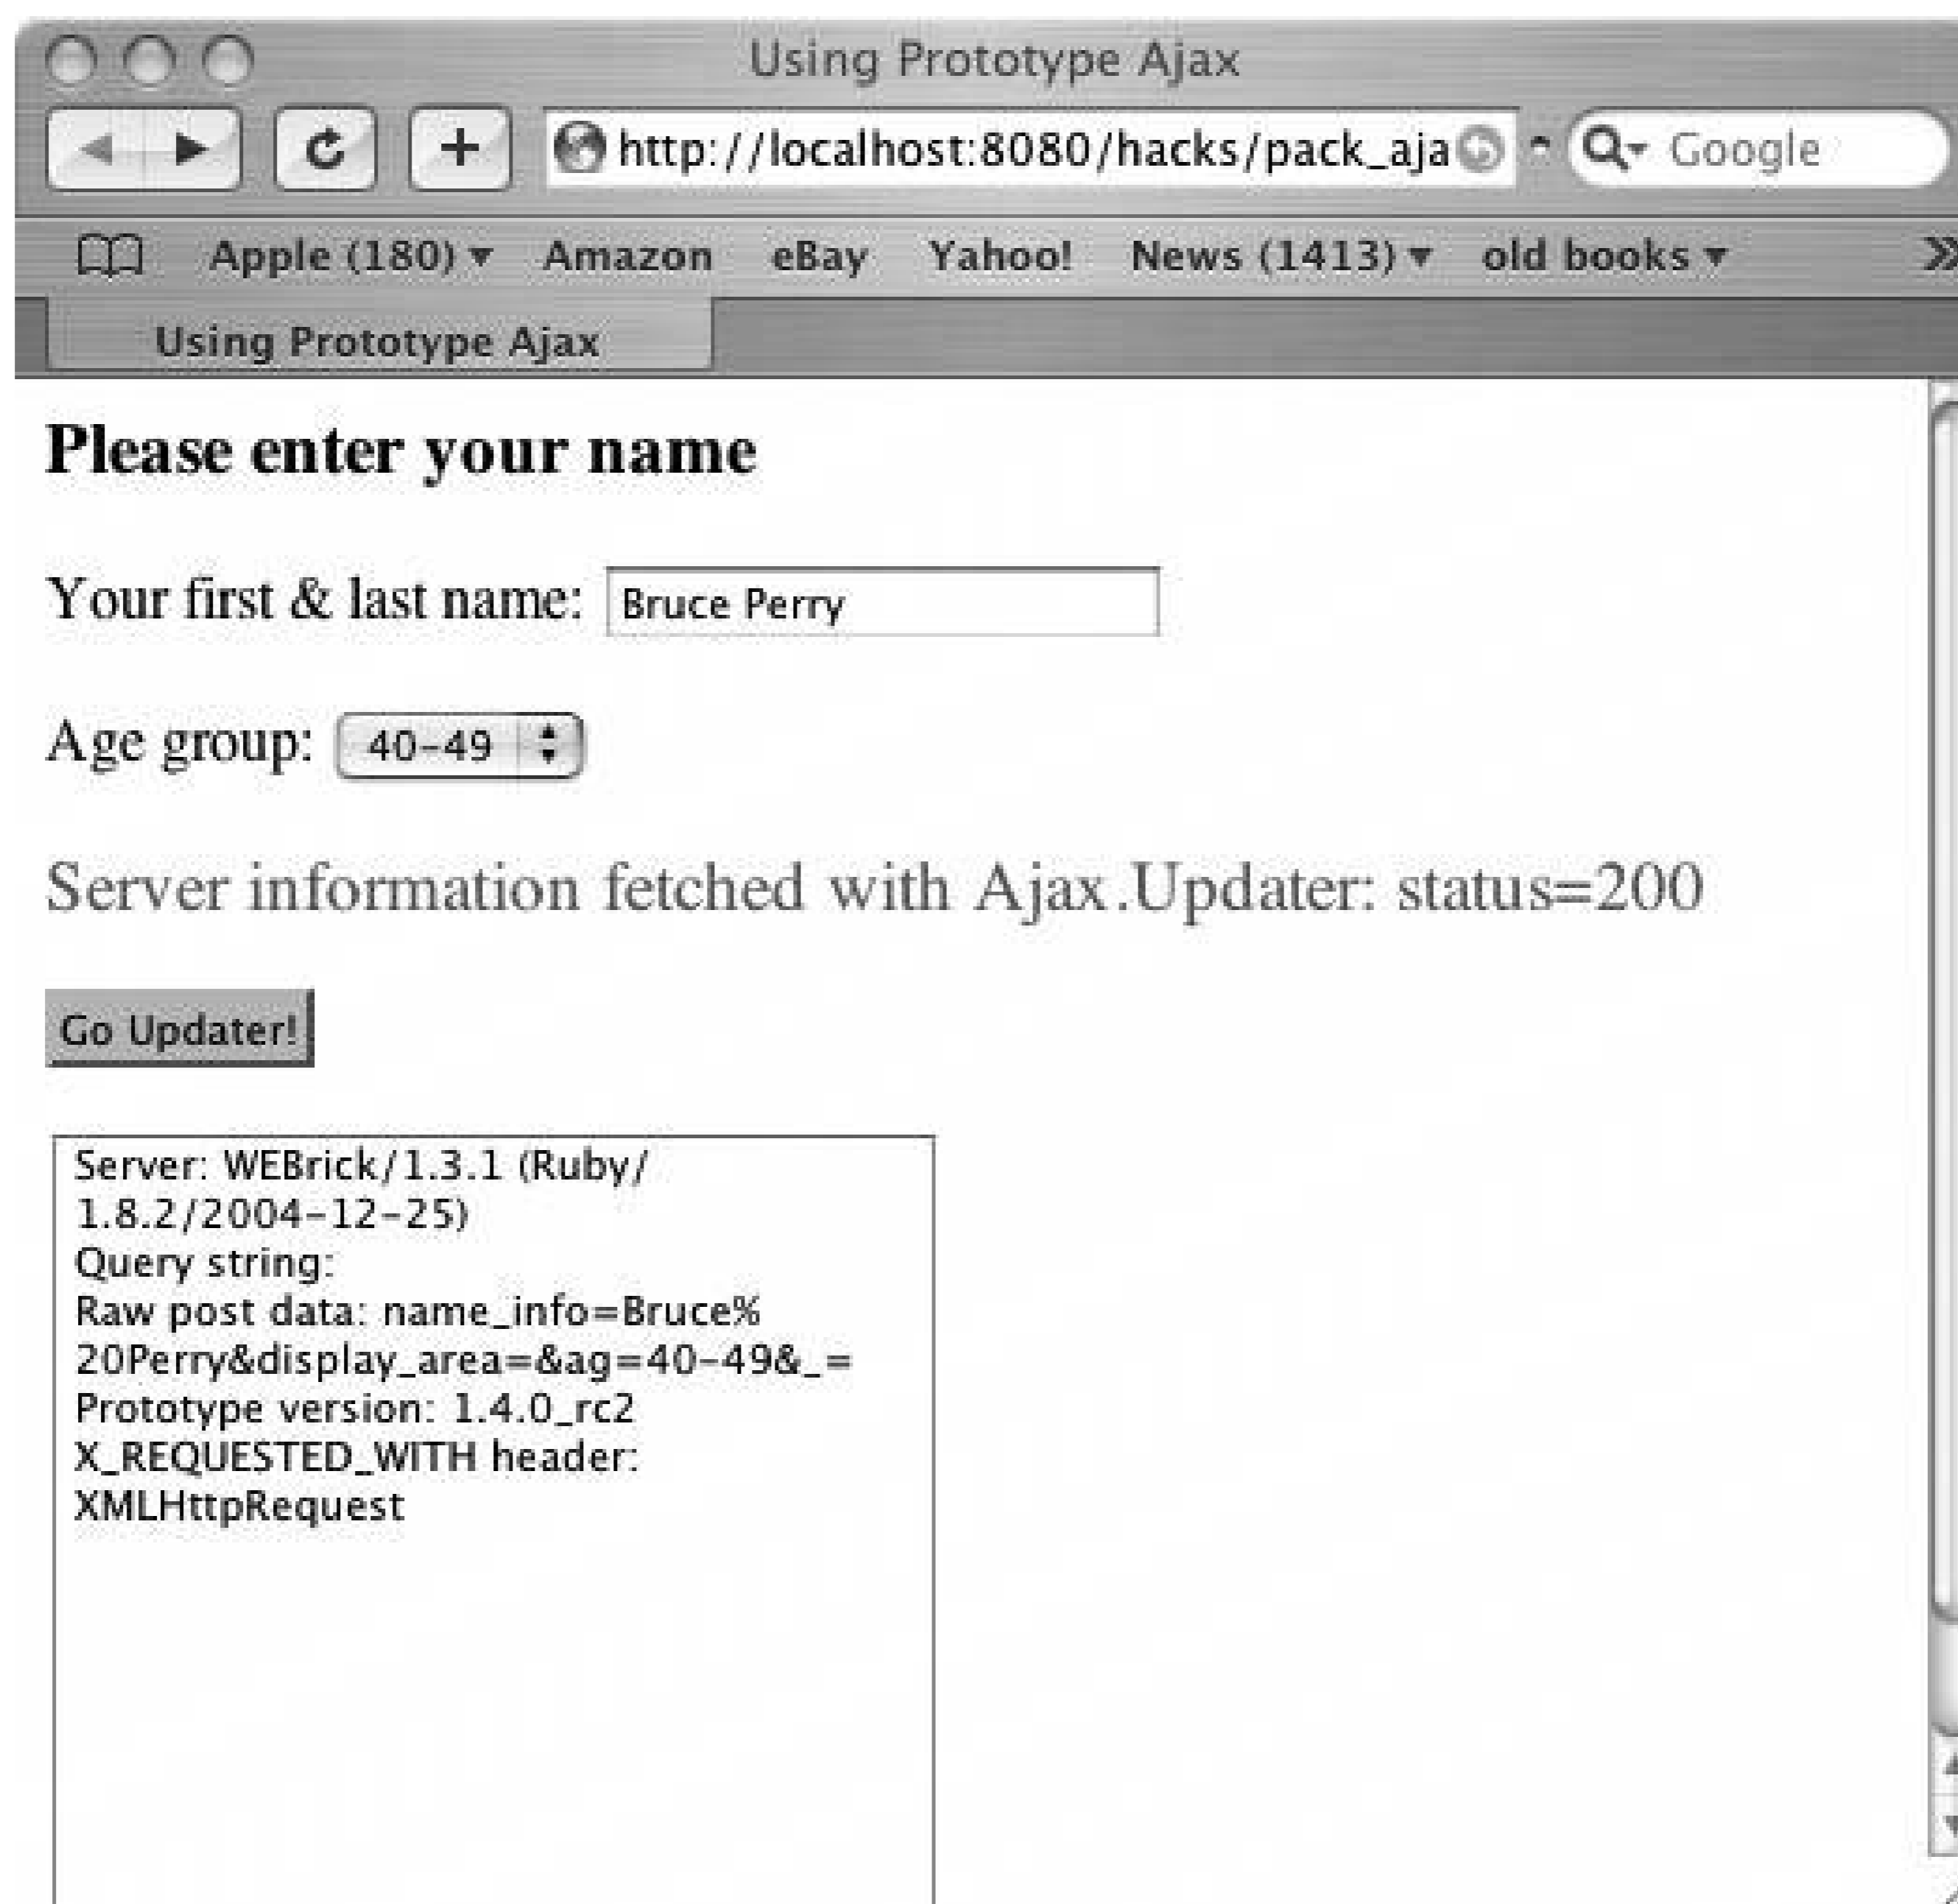 Using Prototype Ajax
http://localhost:8080/hacks/pack_aja Google
Apple (180) Amazon eBay Yahoo! News (1413) old books
Using Prototype Ajax
Please enter your name
Your first & last name: Bruce Perry
Age group: 40-49
Server information fetched with Ajax.Updater: status=200
Go Updater!
Server: WEBrick/1.3.1 (Ruby/
1.8.2/2004-12-25)
Query string:
Raw post data: name_info=Bruce%
20Perry&display_area=&ag=40-49&_=
Prototype version: 1.4.0_rc2
X_REQUESTED_WITH header:
XMLHttpRequest